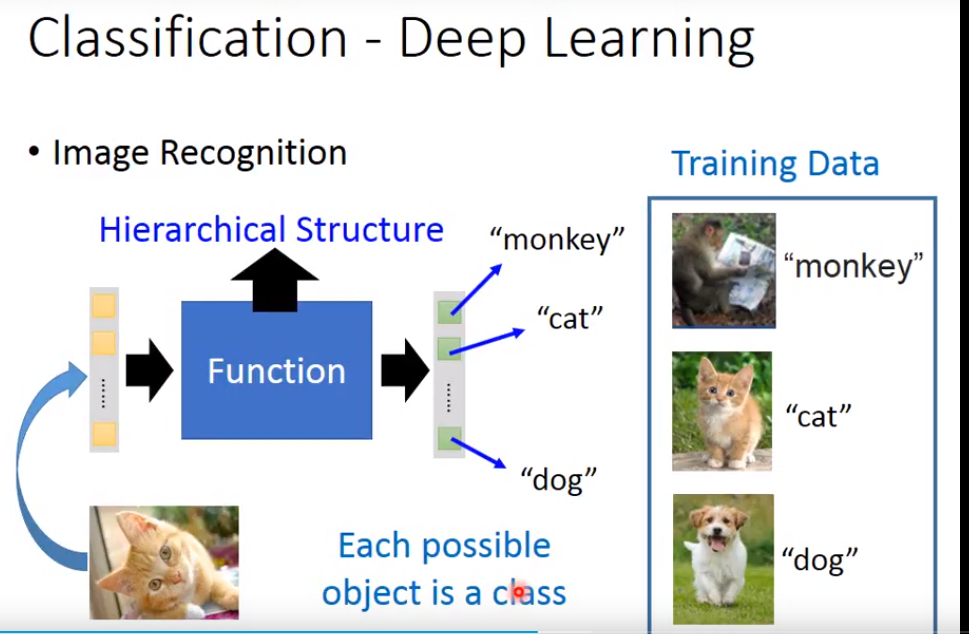 Classification - Deep Learning
• Image Recognition
Training Data
Hierarchical Structure
“monkey”
“cat”
Function
“dog”
Each possible
object is a class
“monkey”
“cat”
“dog”